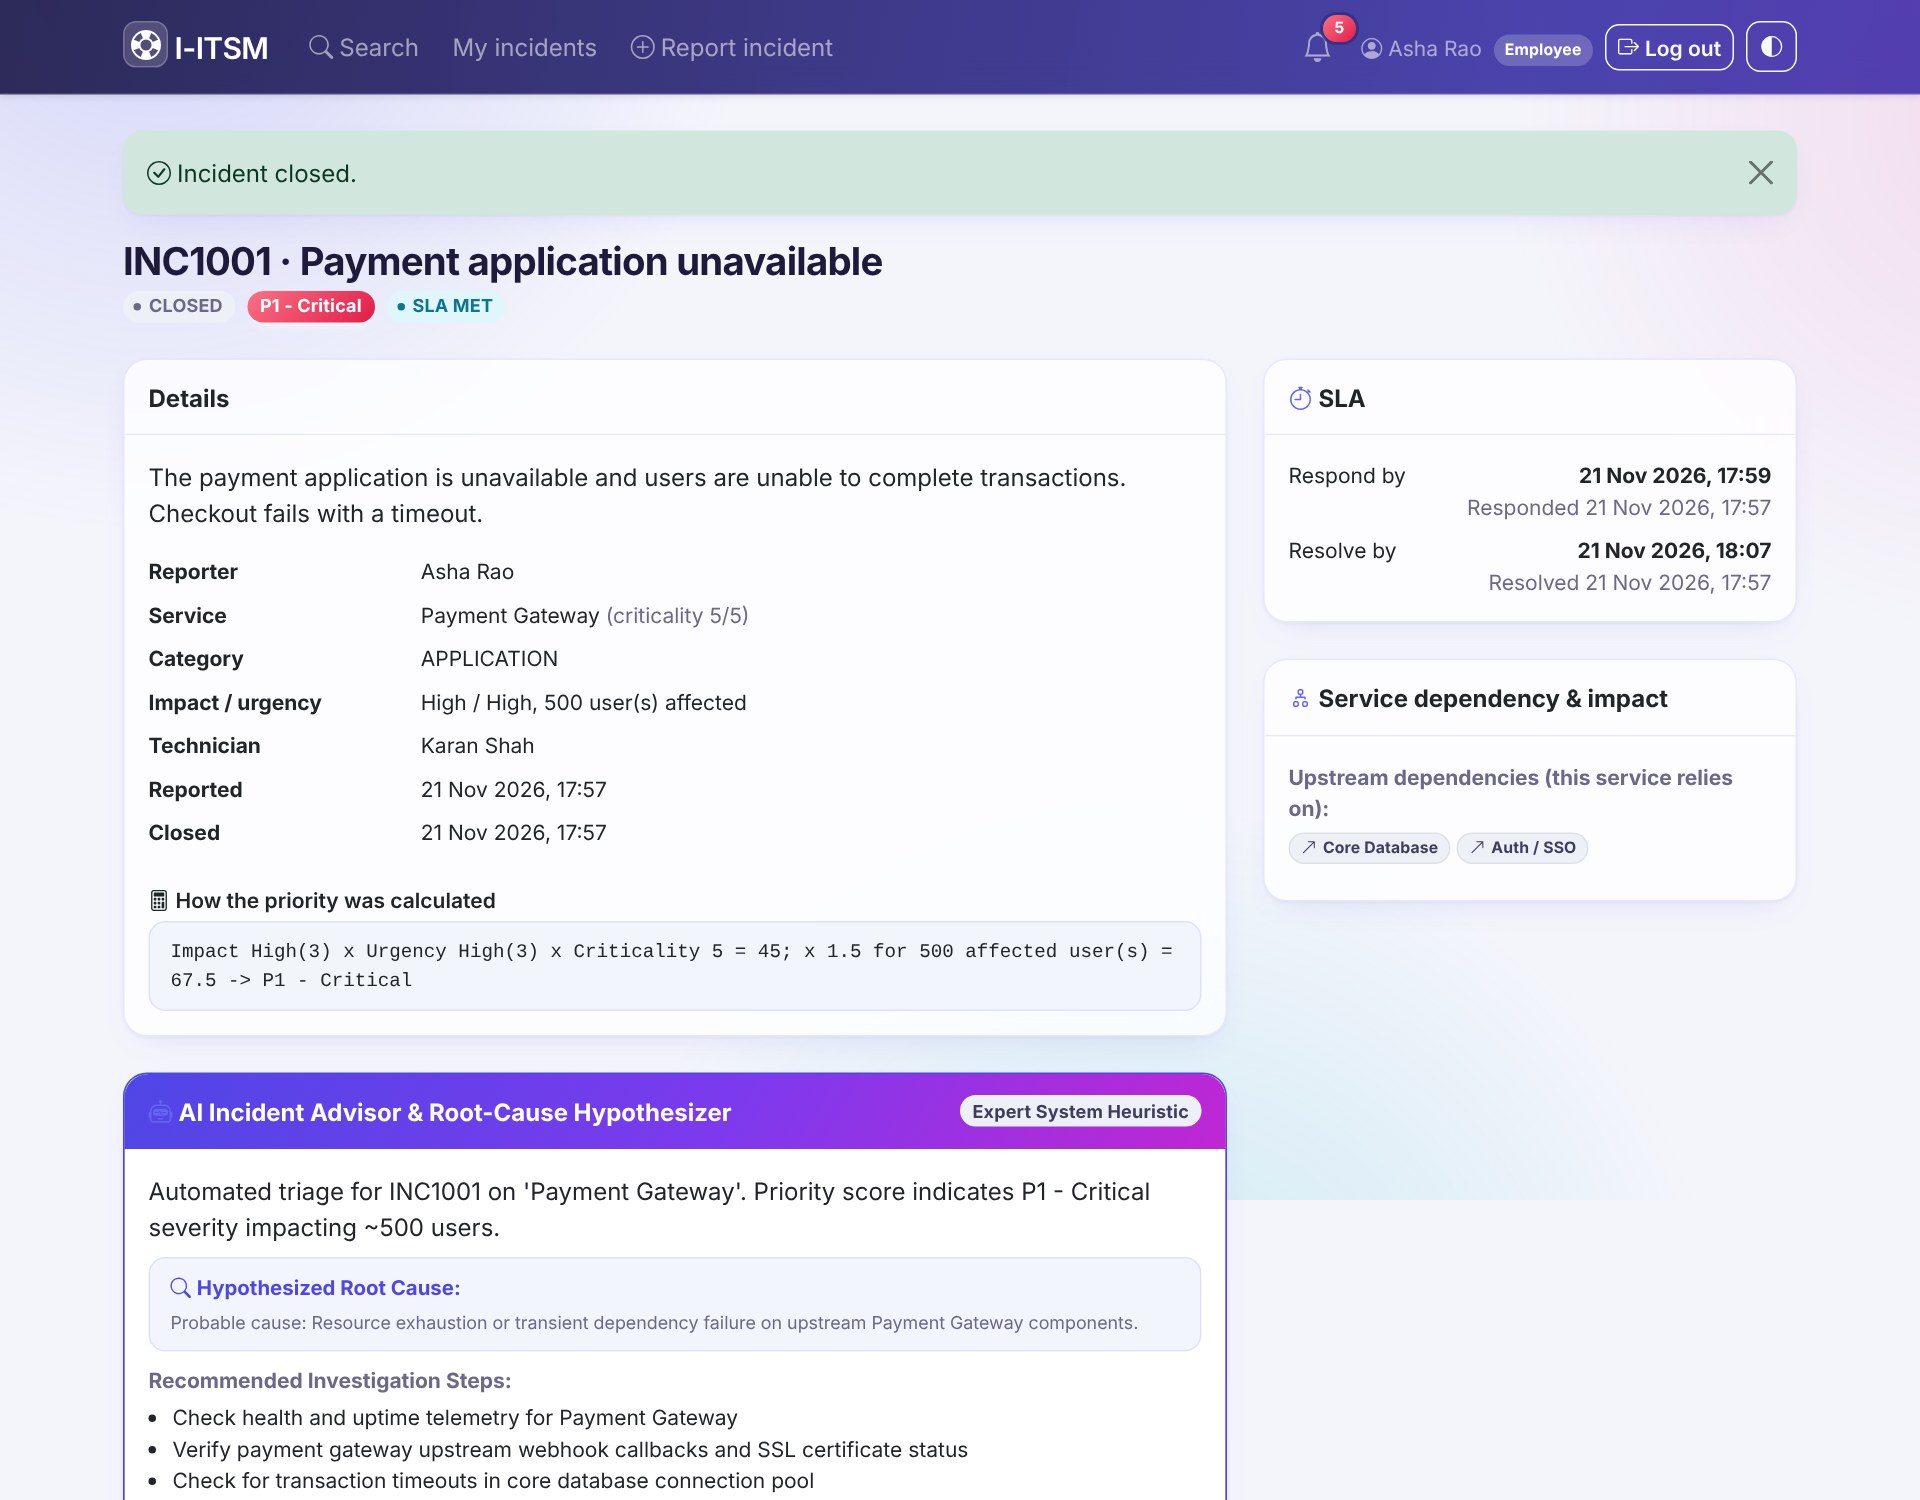 I-ITSM
Search
My incidents
Report incident
5
Asha Rao
Employee
Log out
Incident closed.
INC1001 · Payment application unavailable
• CLOSED
P1 - Critical
• SLA MET
Details
The payment application is unavailable and users are unable to complete transactions.
Checkout fails with a timeout.
Reporter Asha Rao
Service Payment Gateway (criticality 5/5)
Category APPLICATION
Impact / urgency High / High, 500 user(s) affected
Technician Karan Shah
Reported 21 Nov 2026, 17:57
Closed 21 Nov 2026, 17:57
How the priority was calculated
Impact High(3) x Urgency High(3) x Criticality 5 = 45; x 1.5 for 500 affected user(s) =
67.5 -> P1 - Critical
SLA
Respond by 21 Nov 2026, 17:59
Responded 21 Nov 2026, 17:57
Resolve by 21 Nov 2026, 18:07
Resolved 21 Nov 2026, 17:57
Service dependency & impact
Upstream dependencies (this service relies
on):
Core Database
Auth / SSO
AI Incident Advisor & Root-Cause Hypothesizer
Expert System Heuristic
Automated triage for INC1001 on 'Payment Gateway'. Priority score indicates P1 - Critical
severity impacting ~500 users.
Hypothesized Root Cause:
Probable cause: Resource exhaustion or transient dependency failure on upstream Payment Gateway components.
Recommended Investigation Steps:
• Check health and uptime telemetry for Payment Gateway
• Verify payment gateway upstream webhook callbacks and SSL certificate status
• Check for transaction timeouts in core database connection pool